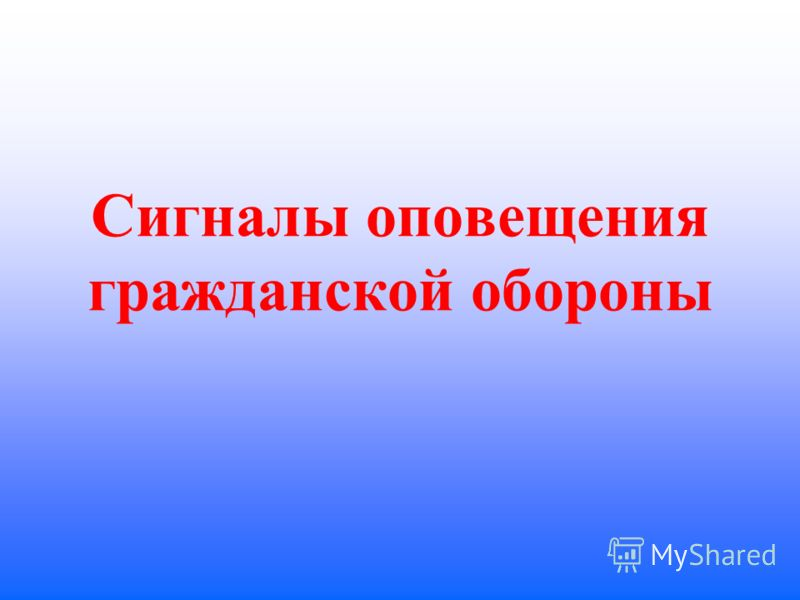 Сигналы оповещения
гражданской обороны
MyShared